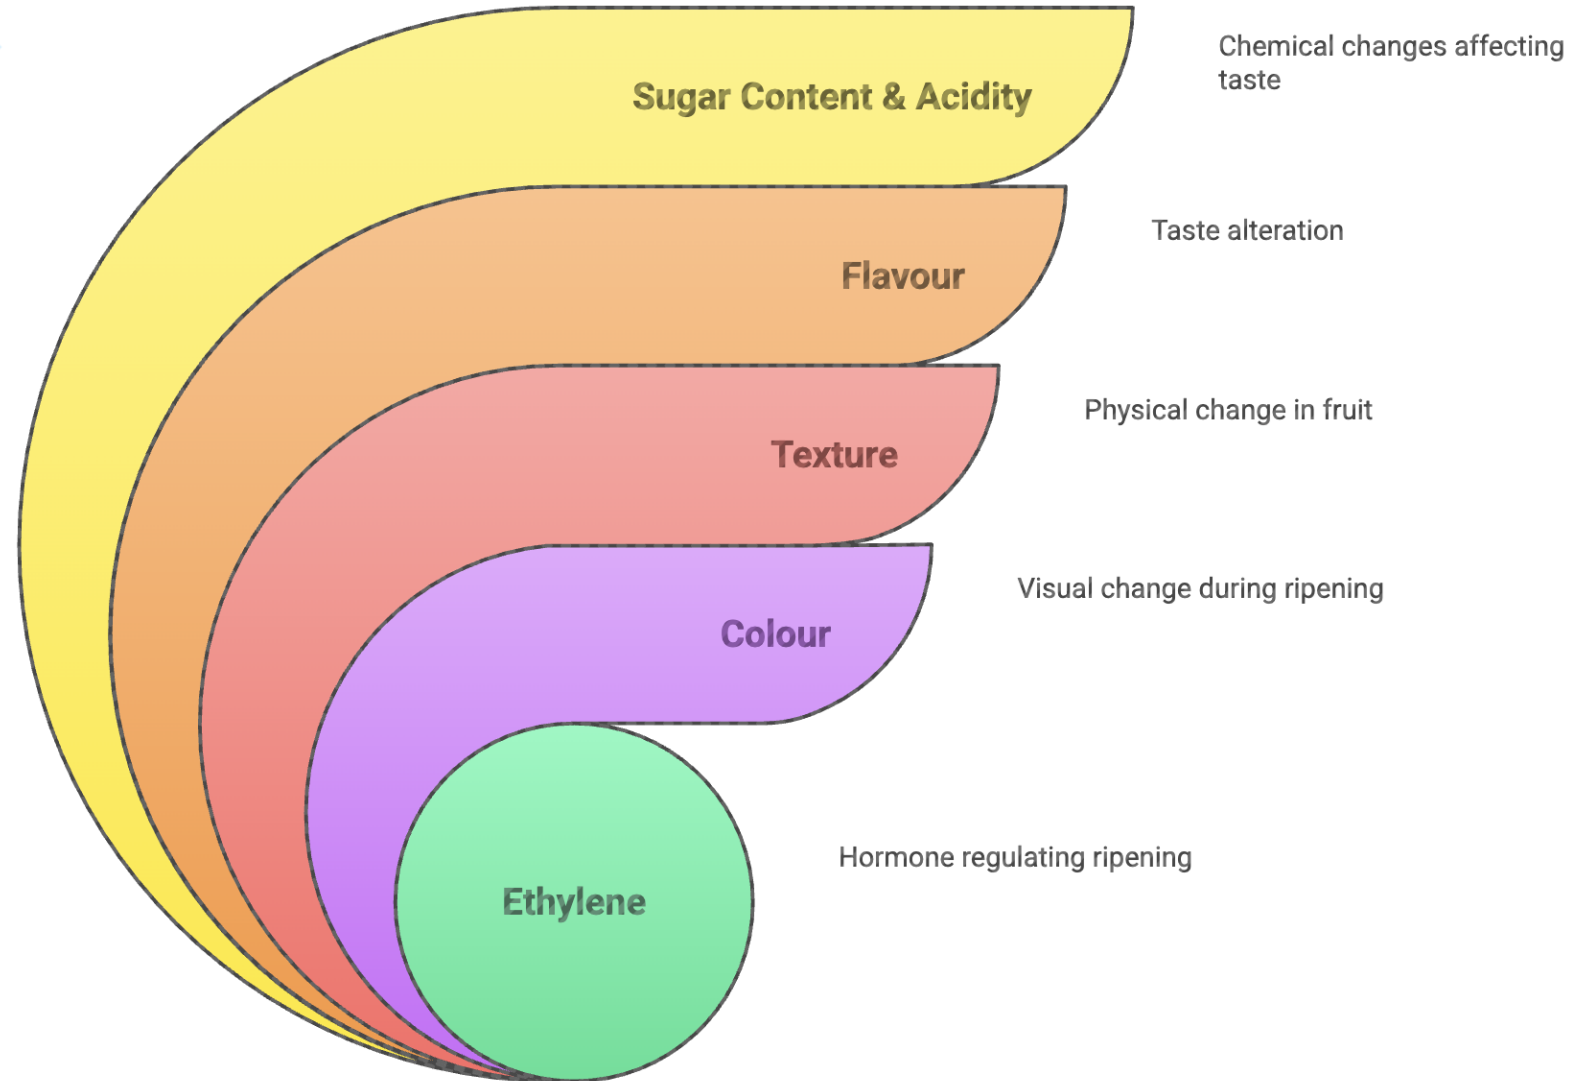 Sugar Content & Acidity
Chemical changes affecting
taste
Flavour
Taste alteration
Texture
Physical change in fruit
Colour
Visual change during ripening
Ethylene
Hormone regulating ripening